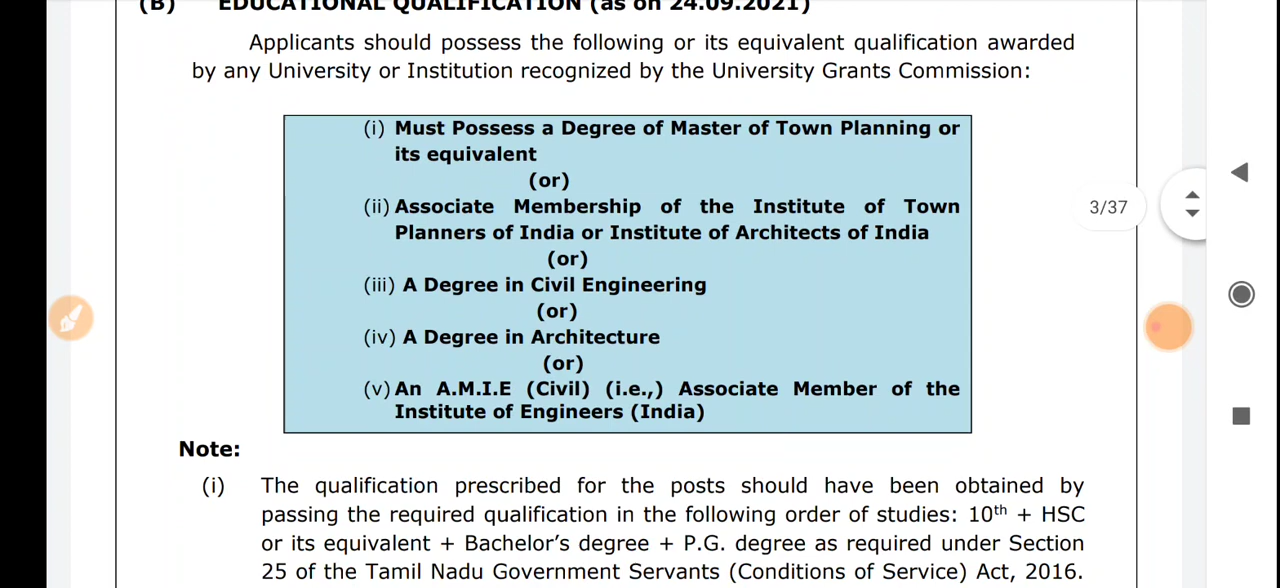 (B) EDUCATIONAL QUALIFICATION (as on 24.09.2021)
Applicants should possess the following or its equivalent qualification awarded
by any University or Institution recognized by the University Grants Commission:
(i) Must Possess a Degree of Master of Town Planning or
its equivalent
(or)
(ii) Associate Membership of the Institute of Town
Planners of India or Institute of Architects of India
(or)
(iii) A Degree in Civil Engineering
(or)
(iv) A Degree in Architecture
(or)
(v) An A.M.I.E (Civil) (i.e.,) Associate Member of the
Institute of Engineers (India)
3/37
Note:
(i) The qualification prescribed for the posts should have been obtained by
passing the required qualification in the following order of studies: 10th + HSC
or its equivalent + Bachelor's degree + P.G. degree as required under Section
25 of the Tamil Nadu Government Servants (Conditions of Service) Act, 2016.